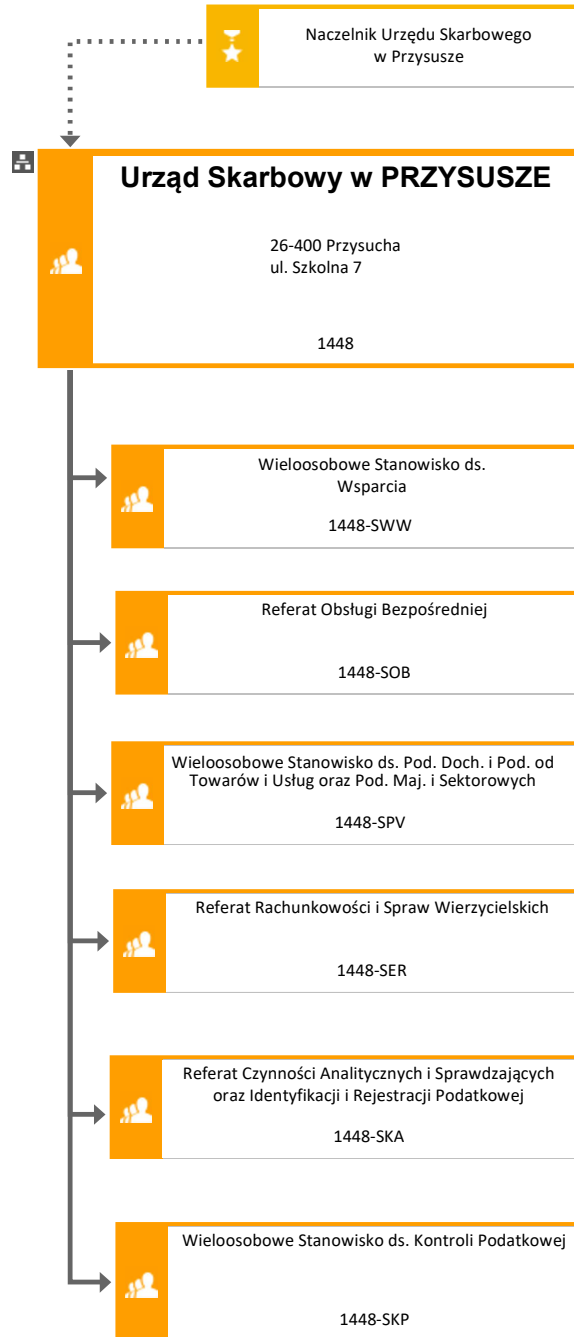 Naczelnik Urzędu Skarbowego
w Przysusze
Urząd Skarbowy w PRZYSUSZE
26-400 Przysucha
ul. Szkolna 7
1448
Wieloosobowe Stanowisko ds.
Wsparcia
1448-SWW
Referat Obsługi Bezpośredniej
1448-SOB
Wieloosobowe Stanowisko ds. Pod. Doch. i Pod. od
Towarów i Usług oraz Pod. Maj. i Sektorowych
1448-SPV
Referat Rachunkowości i Spraw Wierzycielskich
1448-SER
Referat Czynności Analitycznych i Sprawdzających
oraz Identyfikacji i Rejestracji Podatkowej
1448-SKA
Wieloosobowe Stanowisko ds. Kontroli Podatkowej
1448-SKP